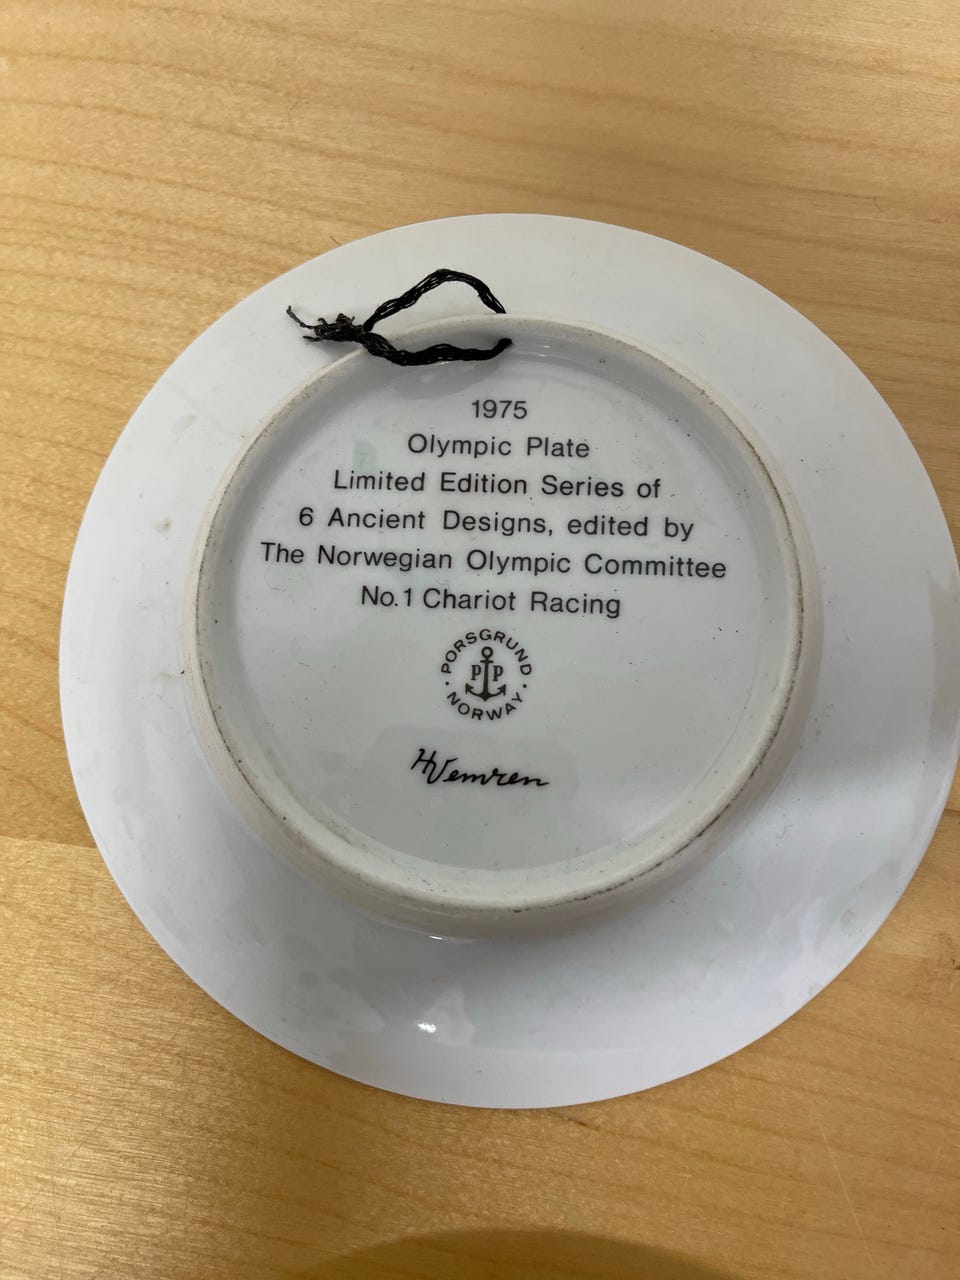 1975
Olympic Plate
Limited Edition Series of
6 Ancient Designs, edited by
The Norwegian Olympic Committee
No.1 Chariot Racing
PORSGRUND
PP
· NORWAY ·
HVemren